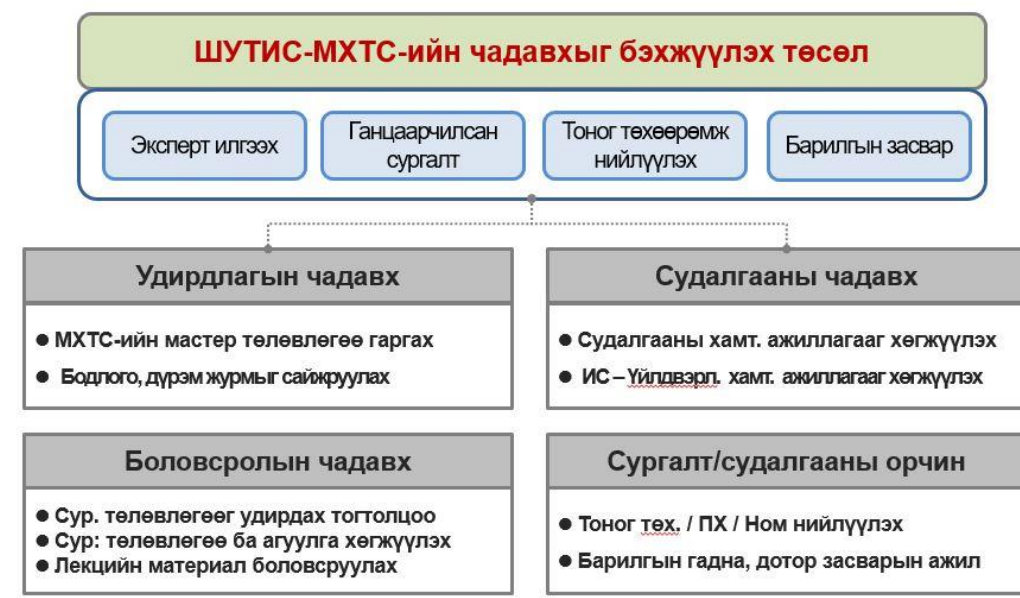 ШУТИС-МХТС-ийн чадавхыг бэхжүүлэх төсөл
Эксперт илгээх
Ганцаарчилсан
сургалт
Тоног төхөөрөмж
нийлүүлэх
Барилгын засвар
Удирдлагын чадавх
● МХТС-ийн мастер төлөвлөгөө гаргах
● Бодлого, дүрэм журмыг сайжруулах
Судалгааны чадавх
● Судалгааны хамт. ажиллагааг хөгжүүлэх
● ИС – Үйлдвэрл. хамт. ажиллагааг хөгжүүлэх
Боловсролын чадавх
● Сур. төлөвлөгөөг удирдах тогтолцоо
● Сур: төлөвлөгөө ба агуулга хөгжүүлэх
● Лекцийн материал боловсруулах
Сургалт/судалгааны орчин
● Тоног төх. / ПХ / Ном нийлүүлэх
● Барилгын гадна, дотор засварын ажил